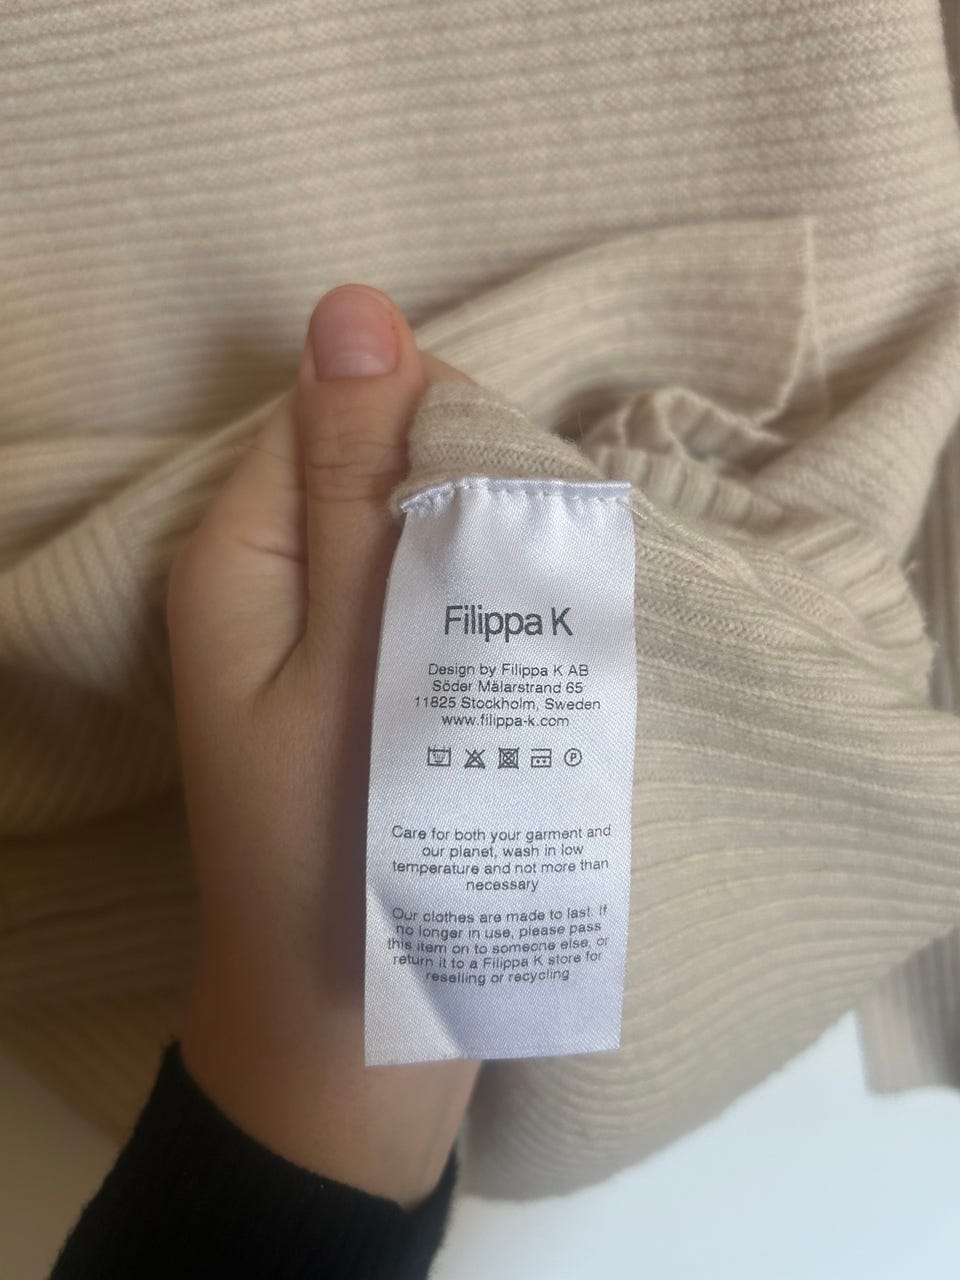 Filippa K
Design by Filippa K AB
Söder Mälarstrand 65
11825 Stockholm, Sweden
www.filippa-k.com
P
Care for both your garment and
our planet, wash in low
temperature and not more than
necessary
Our clothes are made to last. If
no longer in use, please pass
this item on to someone else, or
return it to a Filippa K store for
reselling or recycling